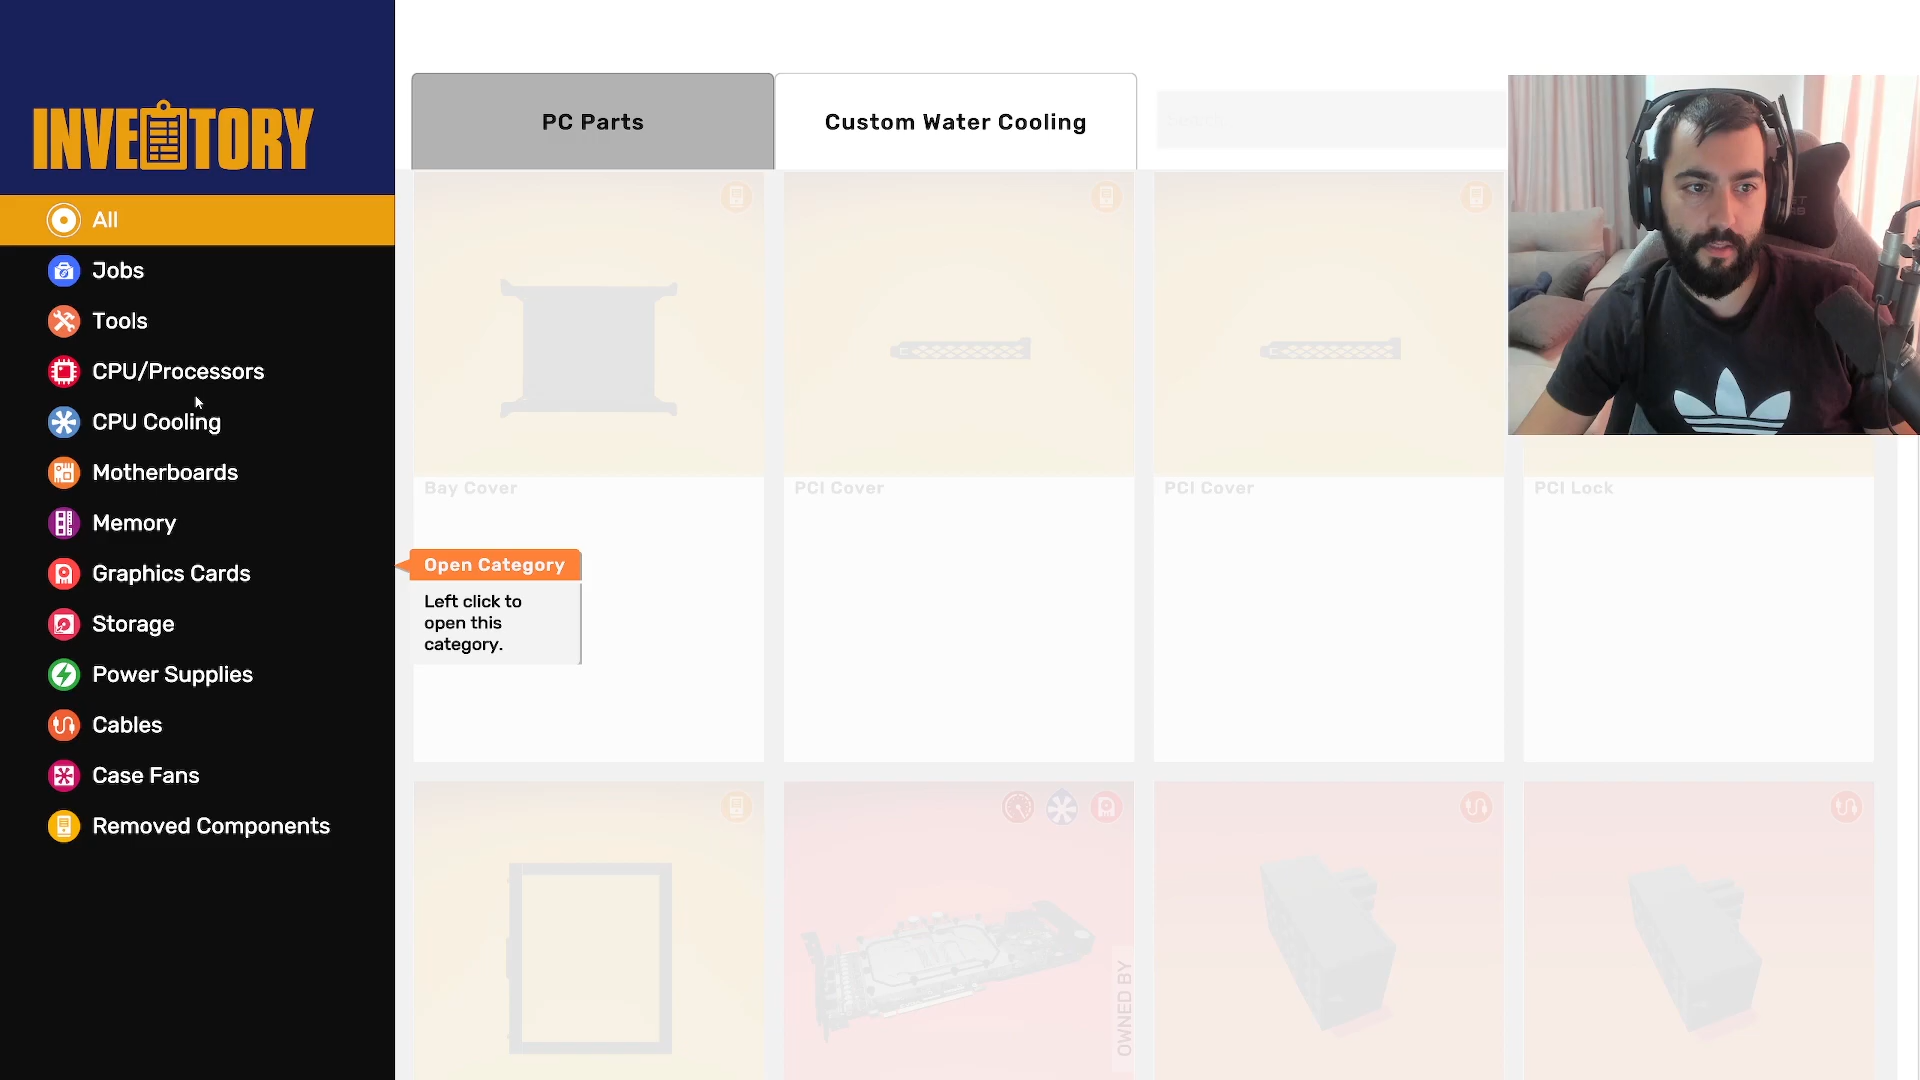 INVENTORY
All
Jobs
Tools
CPU/Processors
CPU Cooling
Motherboards
Memory
Graphics Cards
Storage
Power Supplies
Cables
Case Fans
Removed Components
PC Parts
Custom Water Cooling
Bay Cover
PCI Cover
PCI Cover
PCI Lock
Open Category
Left click to
open this
category.
OWNED BY